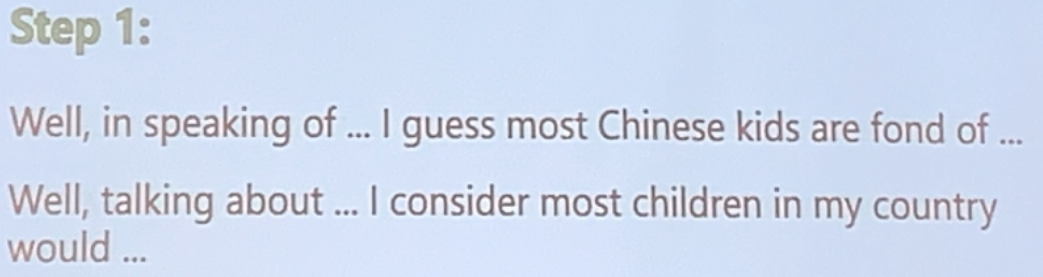 Step 1:
Well, in speaking of ... I guess most Chinese kids are fond of ...
Well, talking about ... I consider most children in my country
would ...